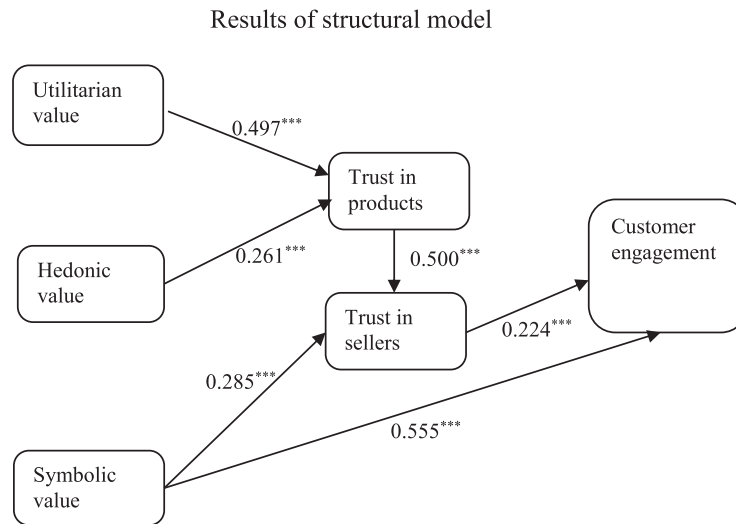 Results of structural model
Utilitarian
value
0.497***
Trust in
products
Customer
engagement
Hedonic
value
0.261***
0.500***
Trust in
sellers
0.224***
0.285***
0.555***
Symbolic
value